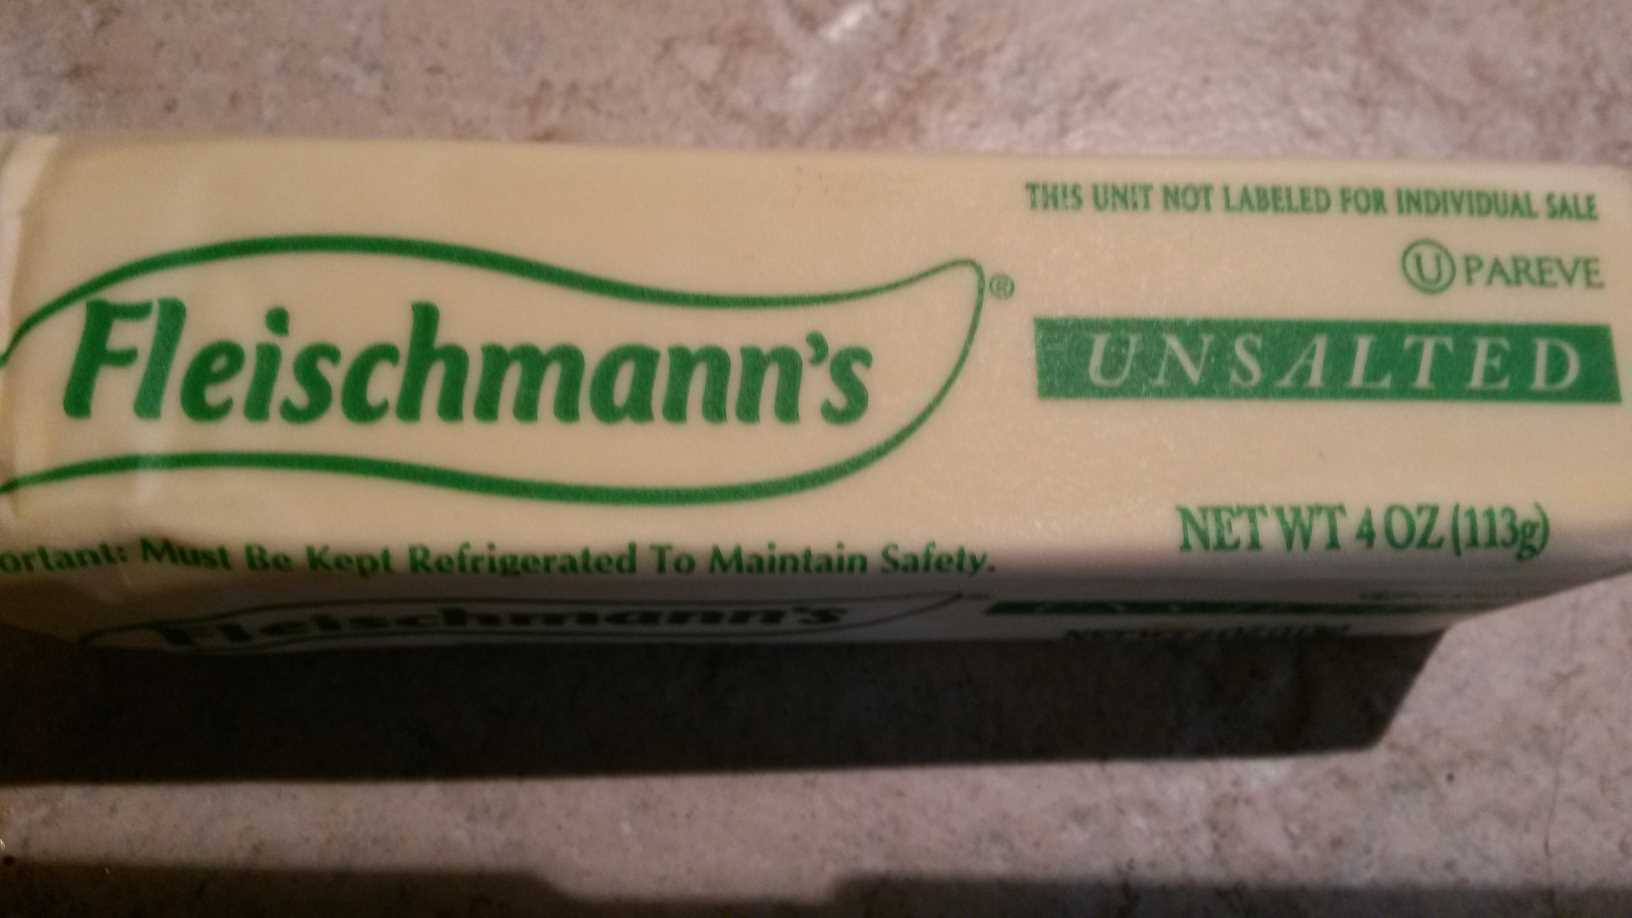 THIS UNIT NOT LABELED FOR INDIVIDUAL SALE
U PAREVE
Fleischmann's®
UNSALTED
NET WT 4 OZ (113g)
ortant: Must Be Kept Refrigerated To Maintain Safety.
Fleischmann's